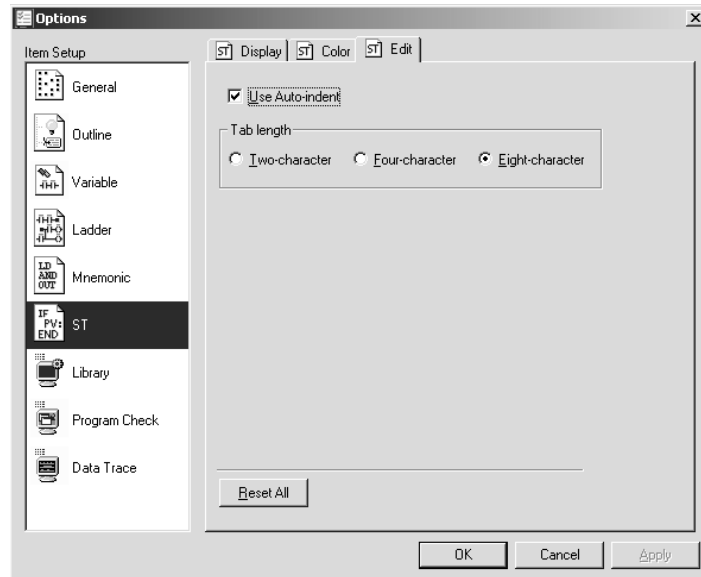 Options
Item Setup
General
Outline
Variable
Ladder
LD
AND
OUT
Mnemonic
IF
PV:
END
ST
Library
Program Check
Data Trace
ST Display
ST Color
ST Edit
Use Auto-indent
Tab length
Two-character
Four-character
Eight-character
Reset All
OK
Cancel
Apply